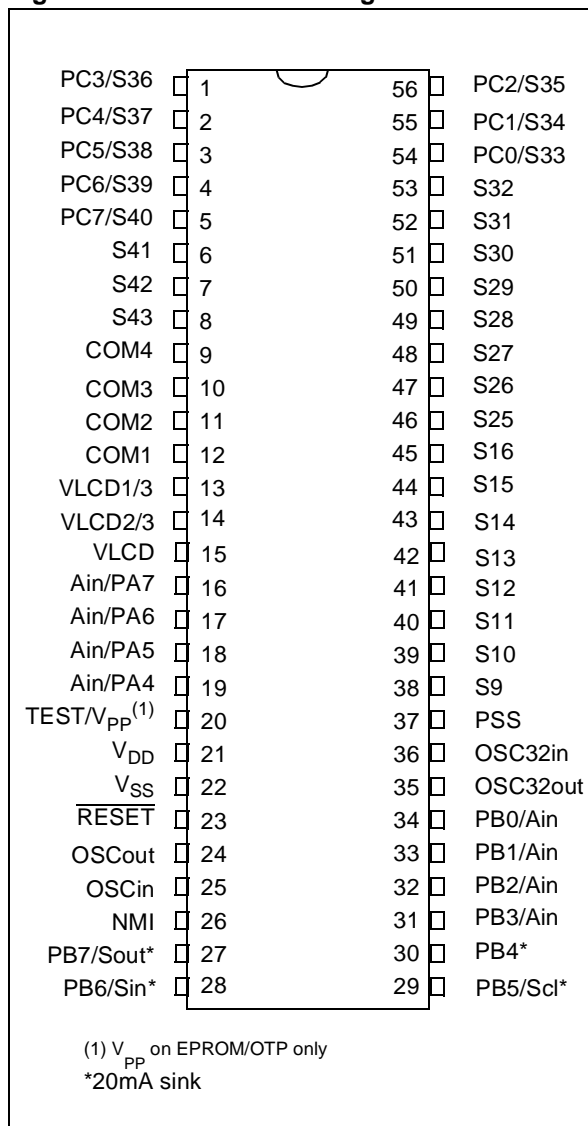 PC3/S36 1 56 PC2/S35
PC4/S37 2 55 PC1/S34
PC5/S38 3 54 PC0/S33
PC6/S39 4 53 S32
PC7/S40 5 52 S31
S41 6 51 S30
S42 7 50 S29
S43 8 49 S28
COM4 9 48 S27
COM3 10 47 S26
COM2 11 46 S25
COM1 12 45 S16
VLCD1/3 13 44 S15
VLCD2/3 14 43 S14
VLCD 15 42 S13
Ain/PA7 16 41 S12
Ain/PA6 17 40 S11
Ain/PA5 18 39 S10
Ain/PA4 19 38 S9
TEST/VPP(1) 20 37 PSS
VDD 21 36 OSC32in
VSS 22 35 OSC32out
RESET 23 34 PB0/Ain
OSCout 24 33 PB1/Ain
OSCin 25 32 PB2/Ain
NMI 26 31 PB3/Ain
PB7/Sout* 27 30 PB4*
PB6/Sin* 28 29 PB5/Scl*
(1) VPP on EPROM/OTP only
*20mA sink